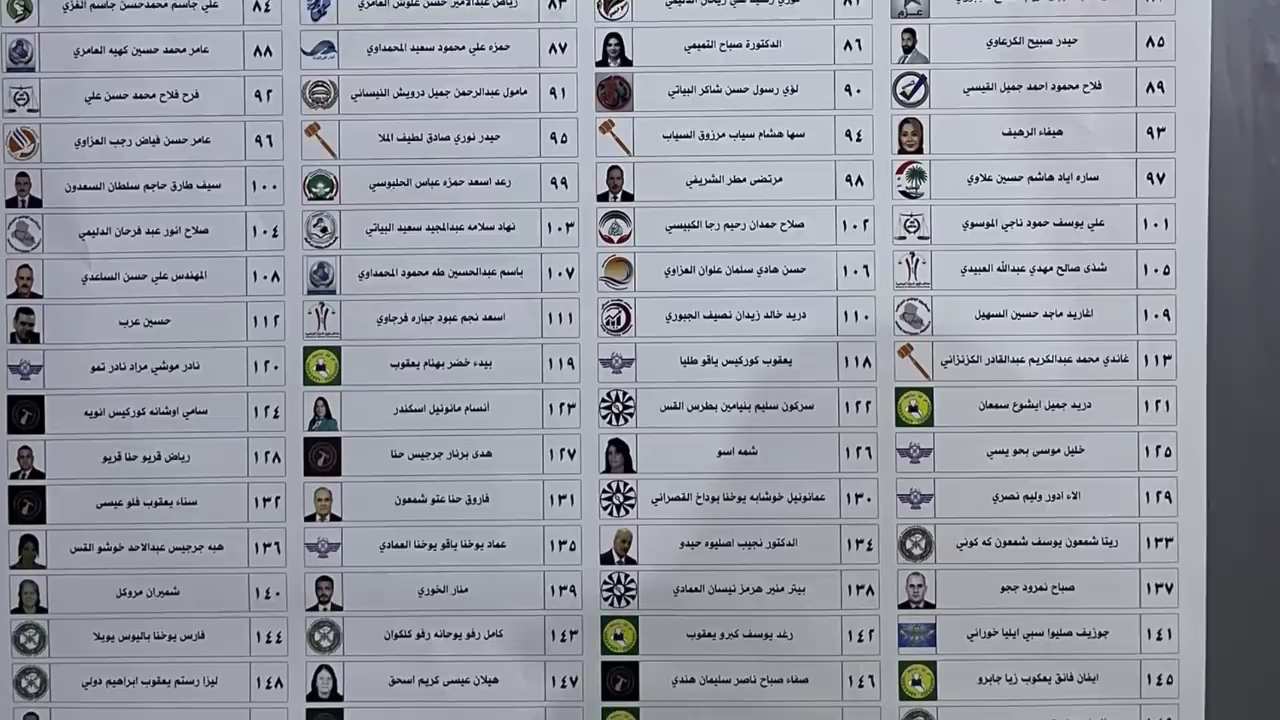 ٨٤ علي جاسم محمدحسن جاسم الغزي
٨٥ حيدر صبيح الكرعاوي
٨٦ الدكتورة صباح التميمي
٨٧ حمزه علي محمود سعيد المحمداوي
٨٨ عامر محمد حسين كهيه العامري
٨٩ فلاح محمود احمد جميل القيسي
٩٠ لؤي رسول حسن شاكر البياتي
٩١ مامول عبدالرحمن جميل درويش النيساني
٩٢ فرح فلاح محمد حسن علي
٩٣ هيفاء الرهيف
٩٤ سها هشام سياب مرزوق السياب
٩٥ حيدر نوري صادق لطيف الملا
٩٦ عامر حسن فياض رجب العزاوي
٩٧ ساره اياد هاشم حسين علاوي
٩٨ مرتضى مطر الشريفي
٩٩ رعد اسعد حمزه عباس الحلبوسي
١٠٠ سيف طارق حاجم سلطان السعدون
١٠١ علي يوسف حمود ناجي الموسوي
١٠٢ صلاح حمدان رحيم رجا الكبيسي
١٠٣ نهاد سلامه عبدالمجيد سعيد البياتي
١٠٤ صلاح انور عبد فرحان الدليمي
١٠٥ شذى صالح مهدي عبدالله العبيدي
١٠٦ حسن هادي سلمان علوان العزاوي
١٠٧ باسم عبدالحسين طه محمود المحمداوي
١٠٨ المهندس علي حسن الساعدي
١٠٩ اغاريد ماجد حسين السهيل
١١٠ دريد خالد زيدان نصيف الجبوري
١١١ اسعد نجم عبود جباره فرجاوي
١١٢ حسين عرب
١١٣ غاندي محمد عبدالكريم عبدالقادر الكزنزاني
١١٨ يعقوب كوركيس ياقو طليا
١١٩ بيدء خضر بهنام يعقوب
١٢٠ نادر موشي مراد نادر تمو
١٢١ دريد جميل ايشوع سمعان
١٢٢ سركون سليم بنيامين بطرس القس
١٢٣ أنسام مانوئيل اسكندر
١٢٤ سامي اوشانه كوركيس انويه
١٢٥ خليل موسى بحو يسي
١٢٦ شمه اسو
١٢٧ هدى برنار جرجيس حنا
١٢٨ رياض قريو حنا قريو
١٢٩ الاء ادور وليم نصري
١٣٠ عمانوئيل خوشابه يوخنا بوداخ القصراني
١٣١ فاروق حنا عتو شمعون
١٣٢ سناء يعقوب فلو عيسى
١٣٣ ريقا شمعون يوسف شمعون كه كوني
١٣٤ الدكتور نجيب اصليوه حيدو
١٣٥ عماد يوخنا ياقو يوخنا العمادي
١٣٦ هبه جرجيس عبدالاحد خوشو القس
١٣٧ صباح نمرود ججو
١٣٨ بيتر منير هرمز نيسان العمادي
١٣٩ منار الخوري
١٤٠ شميران مروكل
١٤١ جوزيف صليوا سبي ايليا خوراني
١٤٢ رغد يوسف كبرو يعقوب
١٤٣ كامل رفو يوحانه رفو كلكوان
١٤٤ فارس يوخنا باليوس يوبلا
١٤٥ ايفان فائق يعقوب زيا جابرو
١٤٦ صفاء صباح ناصر سليمان هندي
١٤٧ هيلان عيسى كريم اسحق
١٤٨ ليزا رستم يعقوب ابراهيم دولي